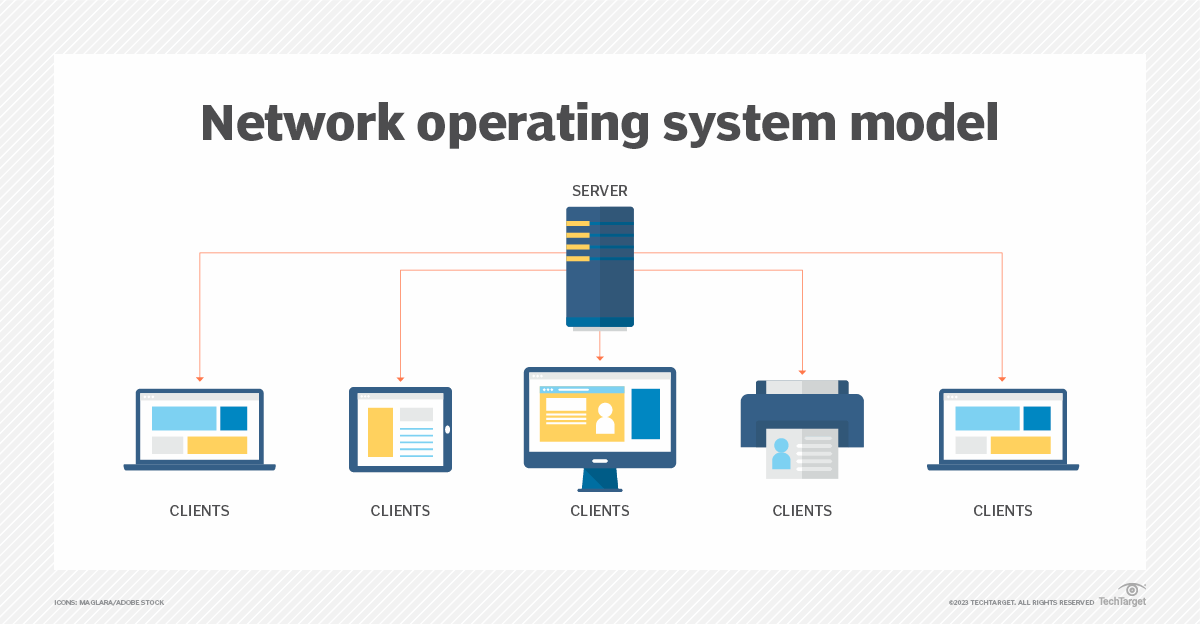 Network operating system model
SERVER
CLIENTS
CLIENTS
CLIENTS
CLIENTS
CLIENTS
ICONS: MAGLARA/ADOBE STOCK
©2023 TECHTARGET. ALL RIGHTS RESERVED
TechTarget